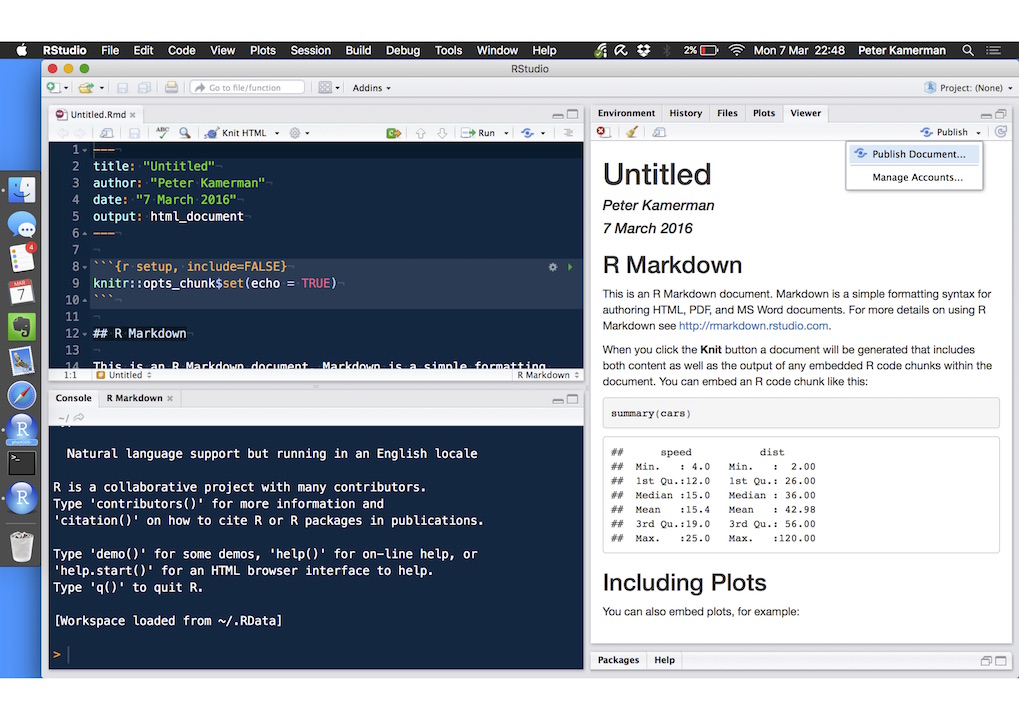 RStudio File Edit Code View Plots Session Build Debug Tools Window Help 2% Mon 7 Mar 22:48 Peter Kamerman
RStudio
Go to file/function Addins Project: (None)
Untitled.Rmd
ABC Knit HTML Run
1 ---
2 title: "Untitled"
3 author: "Peter Kamerman"
4 date: "7 March 2016"
5 output: html_document
6 ---
7
8 ```{r setup, include=FALSE}
9 knitr::opts_chunk$set(echo = TRUE)
10 ```
11
12 ## R Markdown
13
14 This is an R Markdown document. Markdown is a simple formatting
1:1 Untitled R Markdown
Console R Markdown
~/
Natural language support but running in an English locale
R is a collaborative project with many contributors.
Type 'contributors()' for more information and
'citation()' on how to cite R or R packages in publications.
Type 'demo()' for some demos, 'help()' for on-line help, or
'help.start()' for an HTML browser interface to help.
Type 'q()' to quit R.
[Workspace loaded from ~/.RData]
>
Environment History Files Plots Viewer
Publish
Publish Document...
Manage Accounts...
Untitled
Peter Kamerman
7 March 2016
R Markdown
This is an R Markdown document. Markdown is a simple formatting syntax for
authoring HTML, PDF, and MS Word documents. For more details on using R
Markdown see http://rmarkdown.rstudio.com.
When you click the Knit button a document will be generated that includes
both content as well as the output of any embedded R code chunks within the
document. You can embed an R code chunk like this:
summary(cars)
## speed dist
## Min. : 4.0 Min. : 2.00
## 1st Qu.:12.0 1st Qu.: 26.00
## Median :15.0 Median : 36.00
## Mean :15.4 Mean : 42.98
## 3rd Qu.:19.0 3rd Qu.: 56.00
## Max. :25.0 Max. :120.00
Including Plots
You can also embed plots, for example:
Packages Help
4
MAR
7
R
>_
R